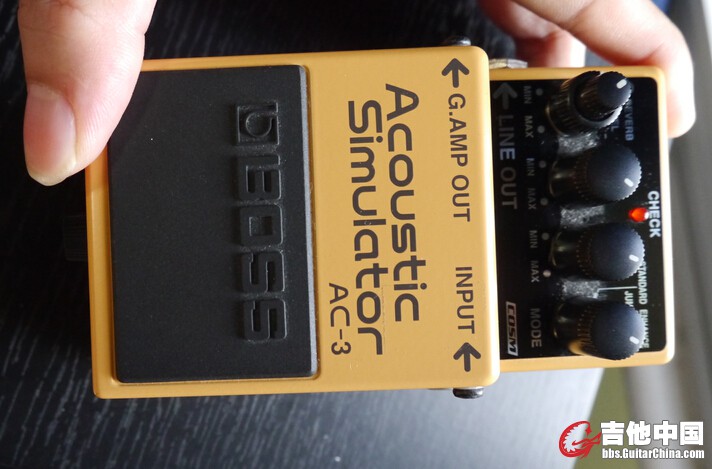 REVERB
MIN MAX
MIN MAX
MIN MAX
LINE OUT
CHECK
STANDARD ENHANCE
MODE
COSM
G.AMP OUT INPUT
Acoustic
Simulator
AC-3
BOSS
吉他中国
bbs.GuitarChina.com